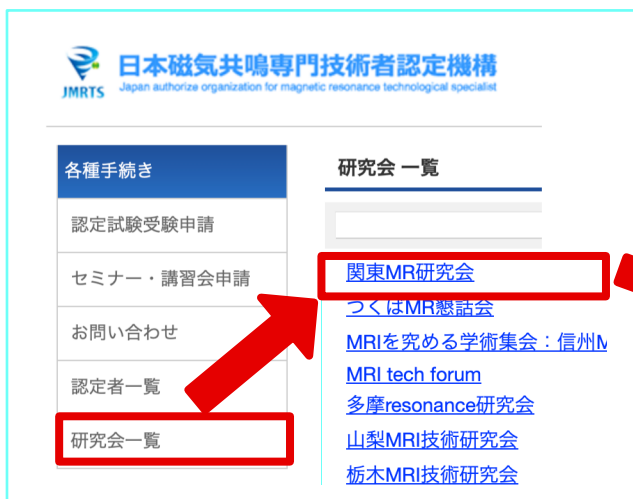 日本磁気共鳴専門技術者認定機構
JMRTS
Japan authorize organization for magnetic resonance technological specialist
各種手続き
認定試験受験申請
セミナー・講習会申請
お問い合わせ
認定者一覧
研究会一覧
研究会 一覧
関東MR研究会
つくばMR懇話会
MRIを究める学術集会：信州M
MRI tech forum
多摩resonance研究会
山梨MRI技術研究会
栃木MRI技術研究会